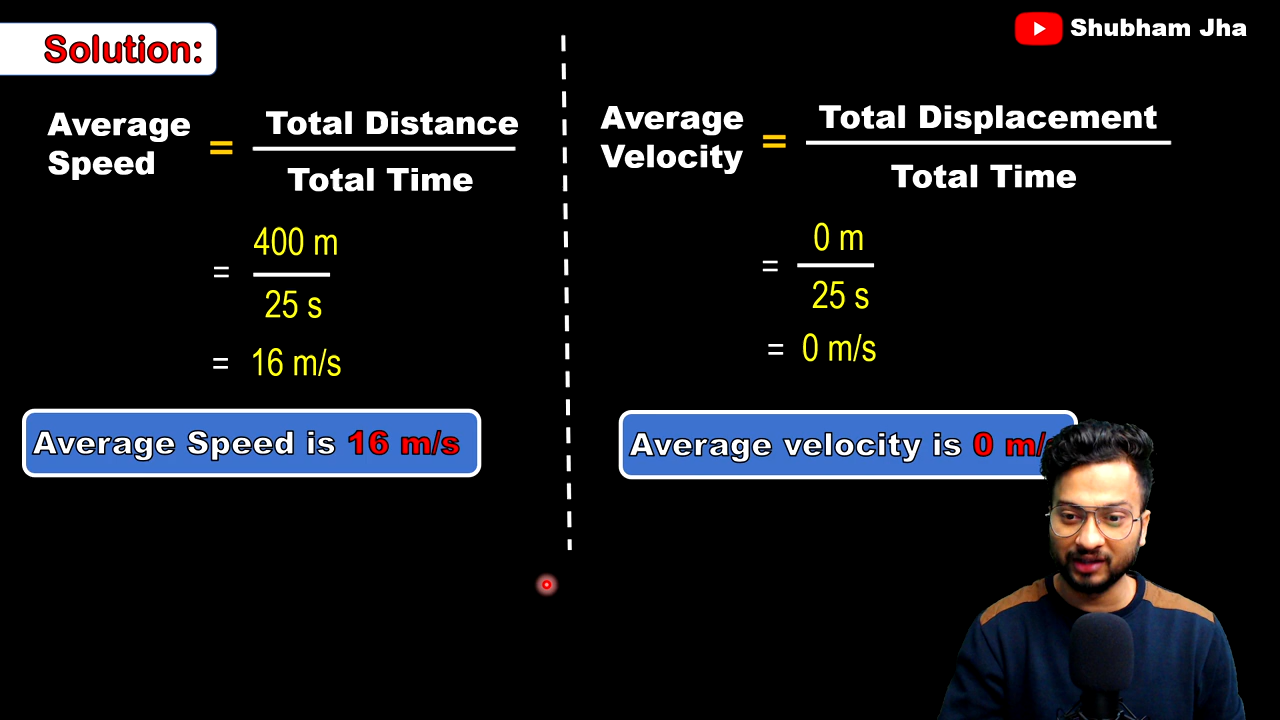 Solution:
Shubham Jha
Average
Speed
=
Total Distance
Total Time
=
400 m
25 s
= 16 m/s
Average Speed is 16 m/s
Average
Velocity
=
Total Displacement
Total Time
=
0 m
25 s
= 0 m/s
Average velocity is 0 m/